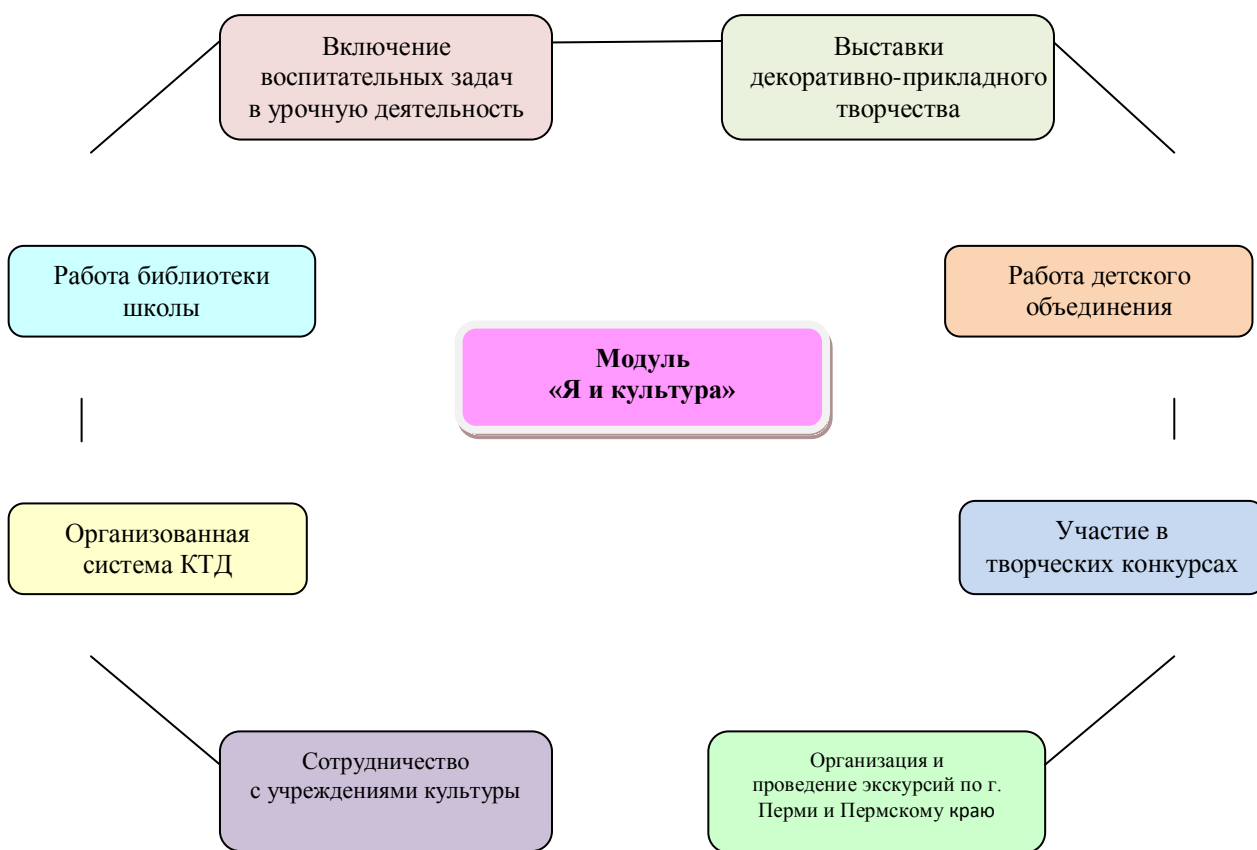 Включение
воспитательных задач
в урочную деятельность
Выставки
декоративно-прикладного
творчества
Работа библиотеки
школы
Работа детского
объединения
Модуль
«Я и культура»
Организованная
система КТД
Участие в
творческих конкурсах
Сотрудничество
с учреждениями культуры
Организация и
проведение экскурсий по г.
Перми и Пермскому краю